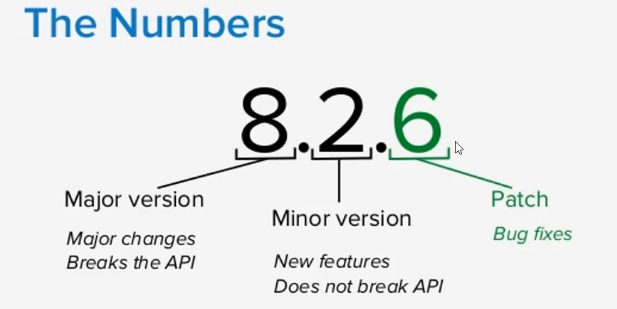 The Numbers
8.2.6
Major version
Major changes
Breaks the API
Minor version
New features
Does not break API
Patch
Bug fixes